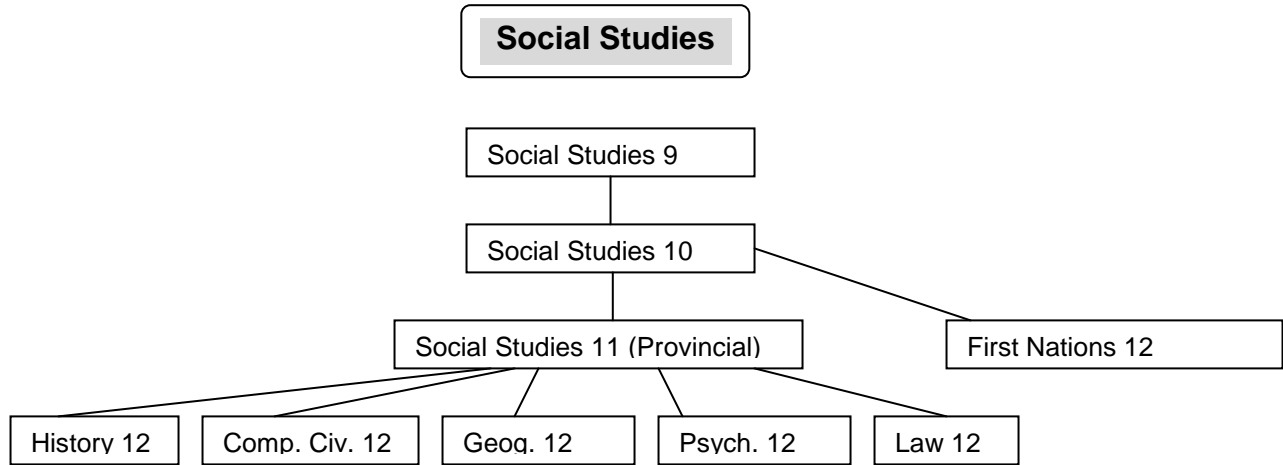 Social Studies
Social Studies 9
Social Studies 10
Social Studies 11 (Provincial)
First Nations 12
History 12
Comp. Civ. 12
Geog. 12
Psych. 12
Law 12